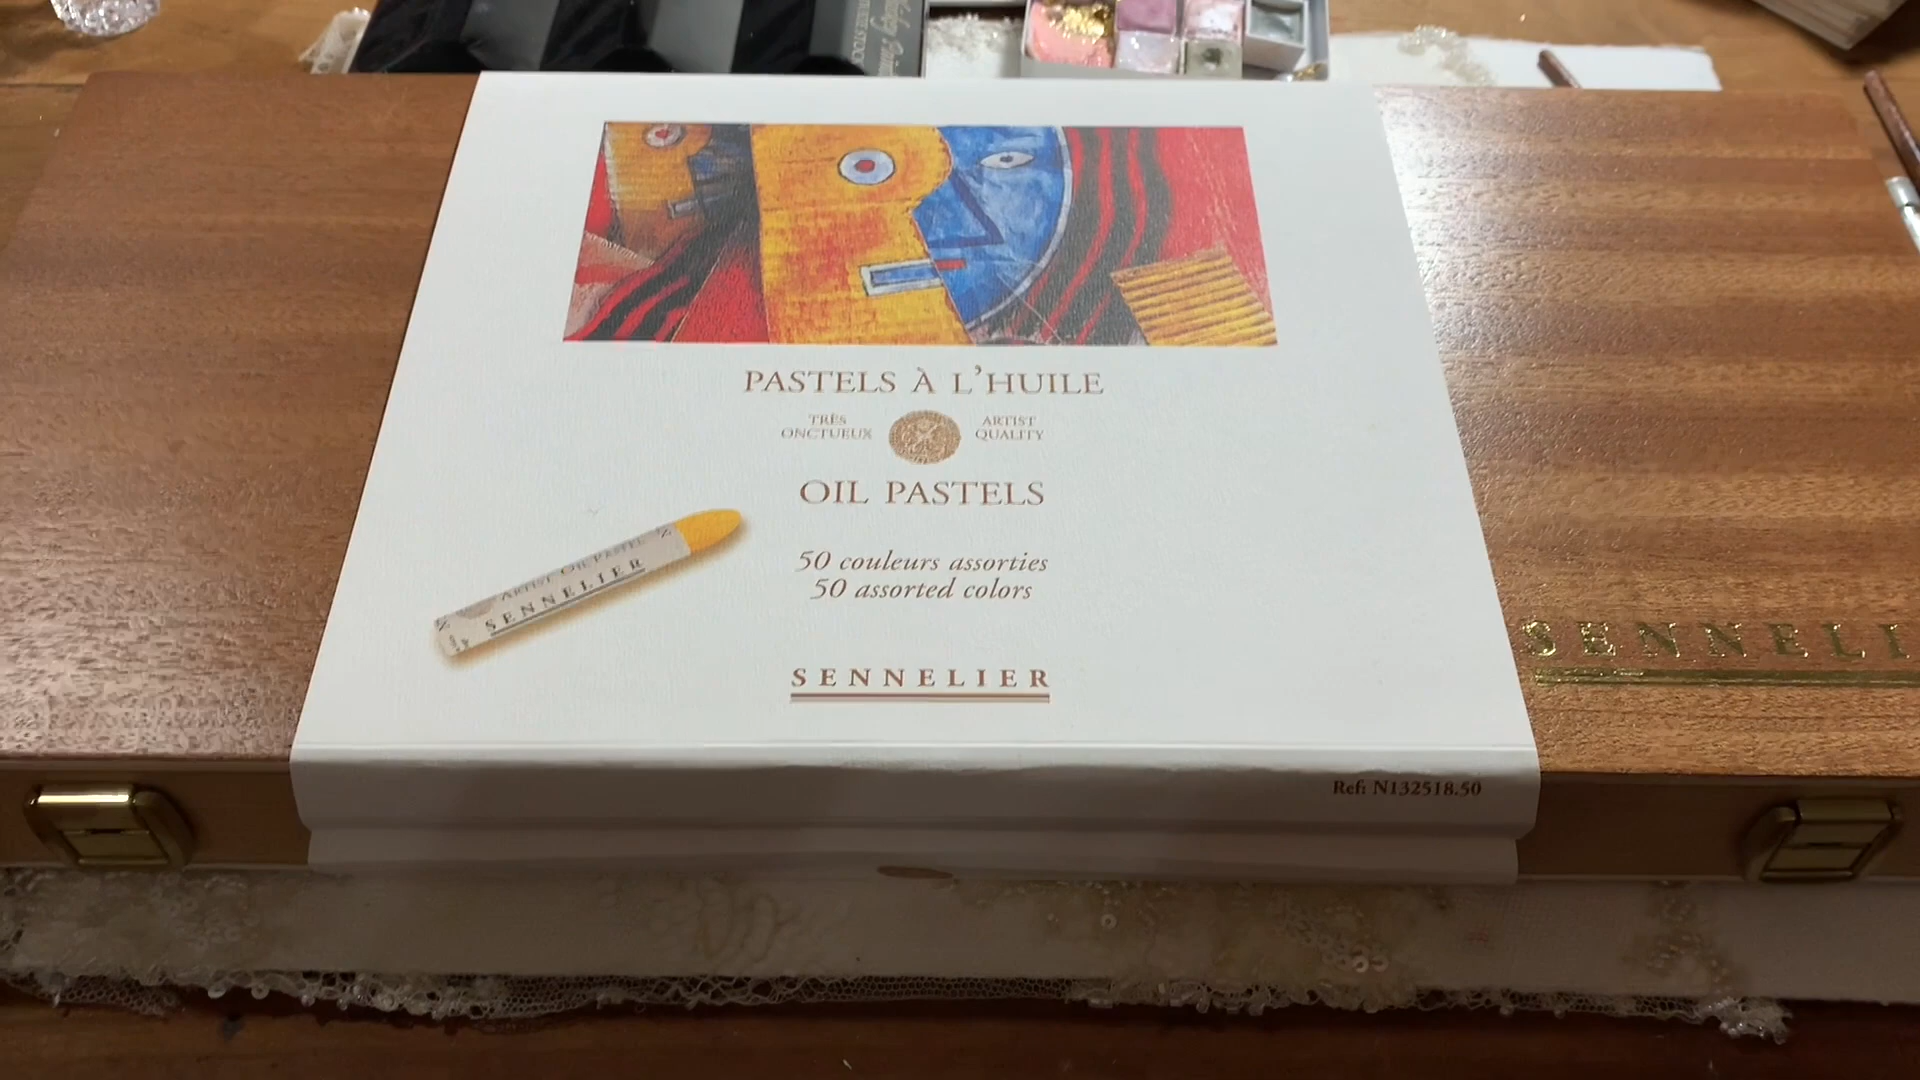 PASTELS À L'HUILE
TRÈS
ONCTUEUX
ARTIST
QUALITY
OIL PASTELS
ARTIST OIL PASTEL
SENNELIER
50 couleurs assorties
50 assorted colors
SENNELIER
SENNELI
Ref: N132518.50